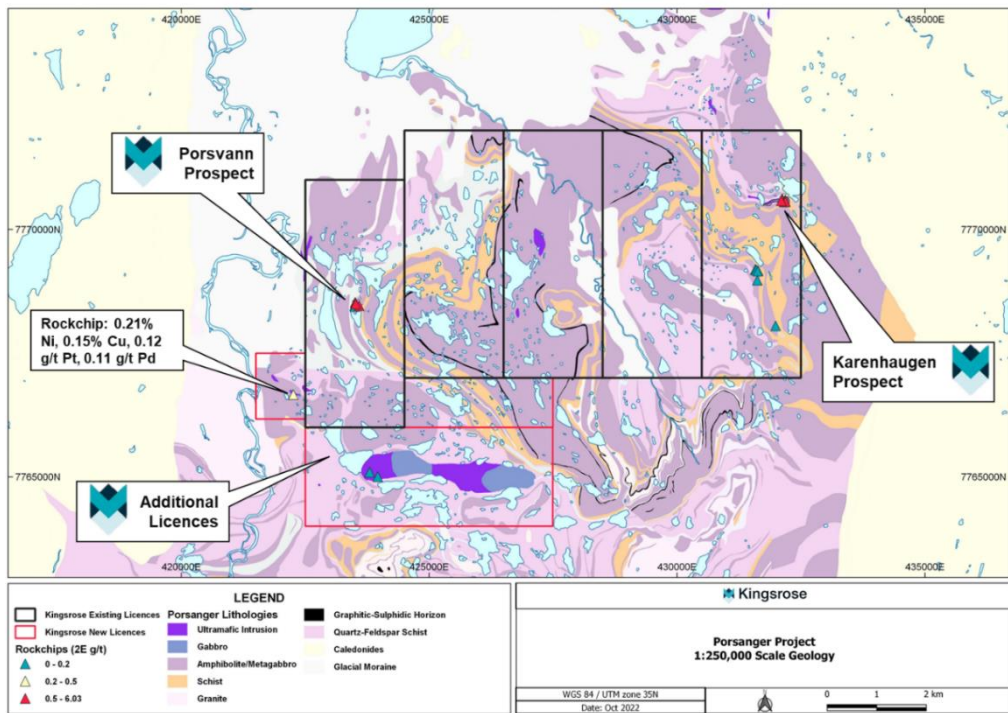 420000E 425000E 430000E 435000E
Porsvann
Prospect
7770000N
7770000N
Rockchip: 0.21%
Ni, 0.15% Cu, 0.12
g/t Pt, 0.11 g/t Pd
Karenhaugen
Prospect
7765000N
7765000N
Additional
Licences
420000E 425000E 430000E 435000E
LEGEND
Kingsrose Existing Licences
Kingsrose New Licences
Rockchips (2E g/t)
0 - 0.2
0.2 - 0.5
0.5 - 6.03
Porsanger Lithologies
Ultramafic Intrusion
Gabbro
Amphibolite/Metagabbro
Schist
Granite
Graphitic-Sulphidic Horizon
Quartz-Feldspar Schist
Caledonides
Glacial Moraine
Kingsrose
Porsanger Project
1:250,000 Scale Geology
WGS 84 / UTM zone 35N
Date: Oct 2022
0 1 2 km